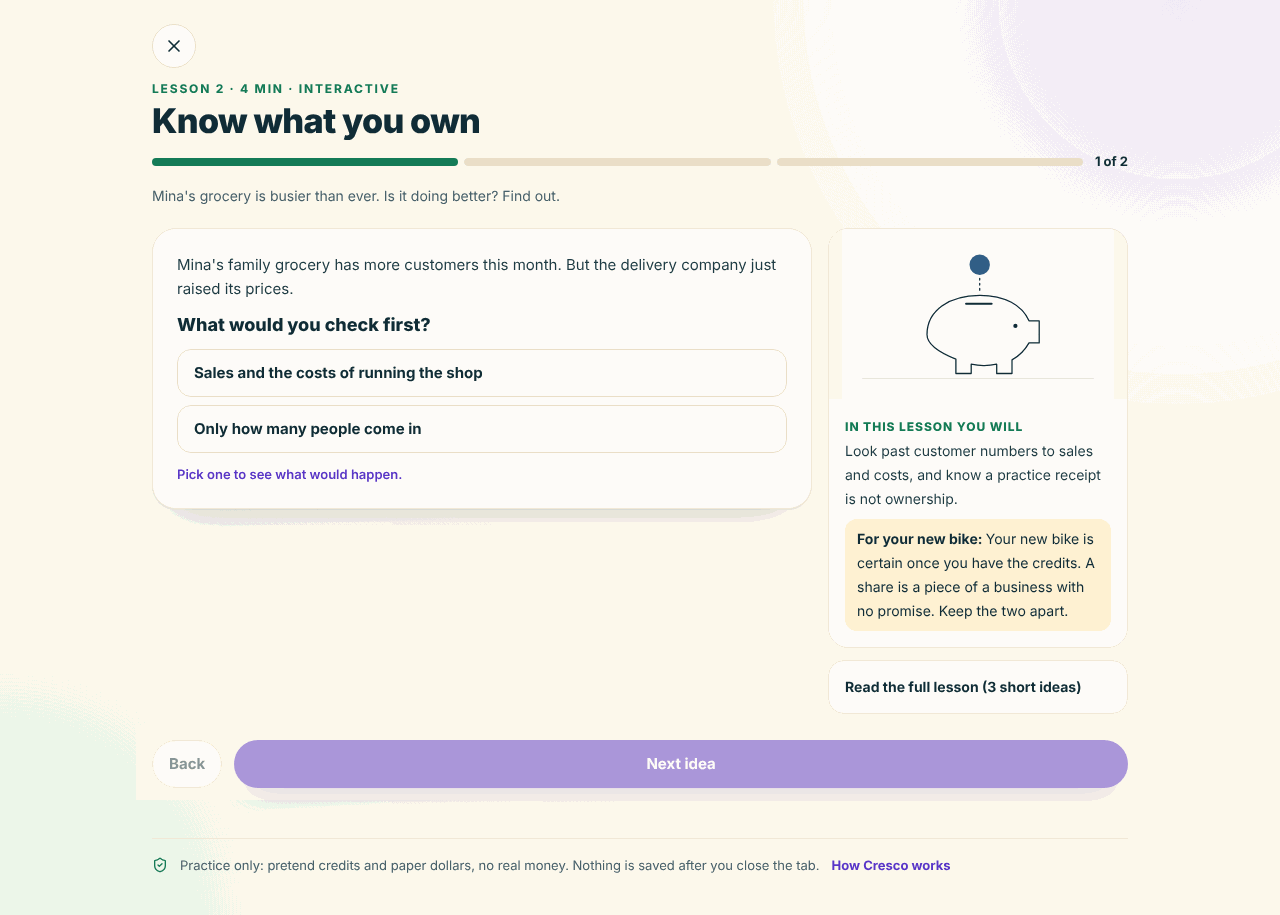 LESSON 2 · 4 MIN · INTERACTIVE
Know what you own
1 of 2
Mina's grocery is busier than ever. Is it doing better? Find out.
Mina's family grocery has more customers this month. But the delivery company just
raised its prices.
What would you check first?
Sales and the costs of running the shop
Only how many people come in
Pick one to see what would happen.
IN THIS LESSON YOU WILL
Look past customer numbers to sales
and costs, and know a practice receipt
is not ownership.
For your new bike: Your new bike is
certain once you have the credits. A
share is a piece of a business with
no promise. Keep the two apart.
Read the full lesson (3 short ideas)
Back
Next idea
Practice only: pretend credits and paper dollars, no real money. Nothing is saved after you close the tab. How Cresco works